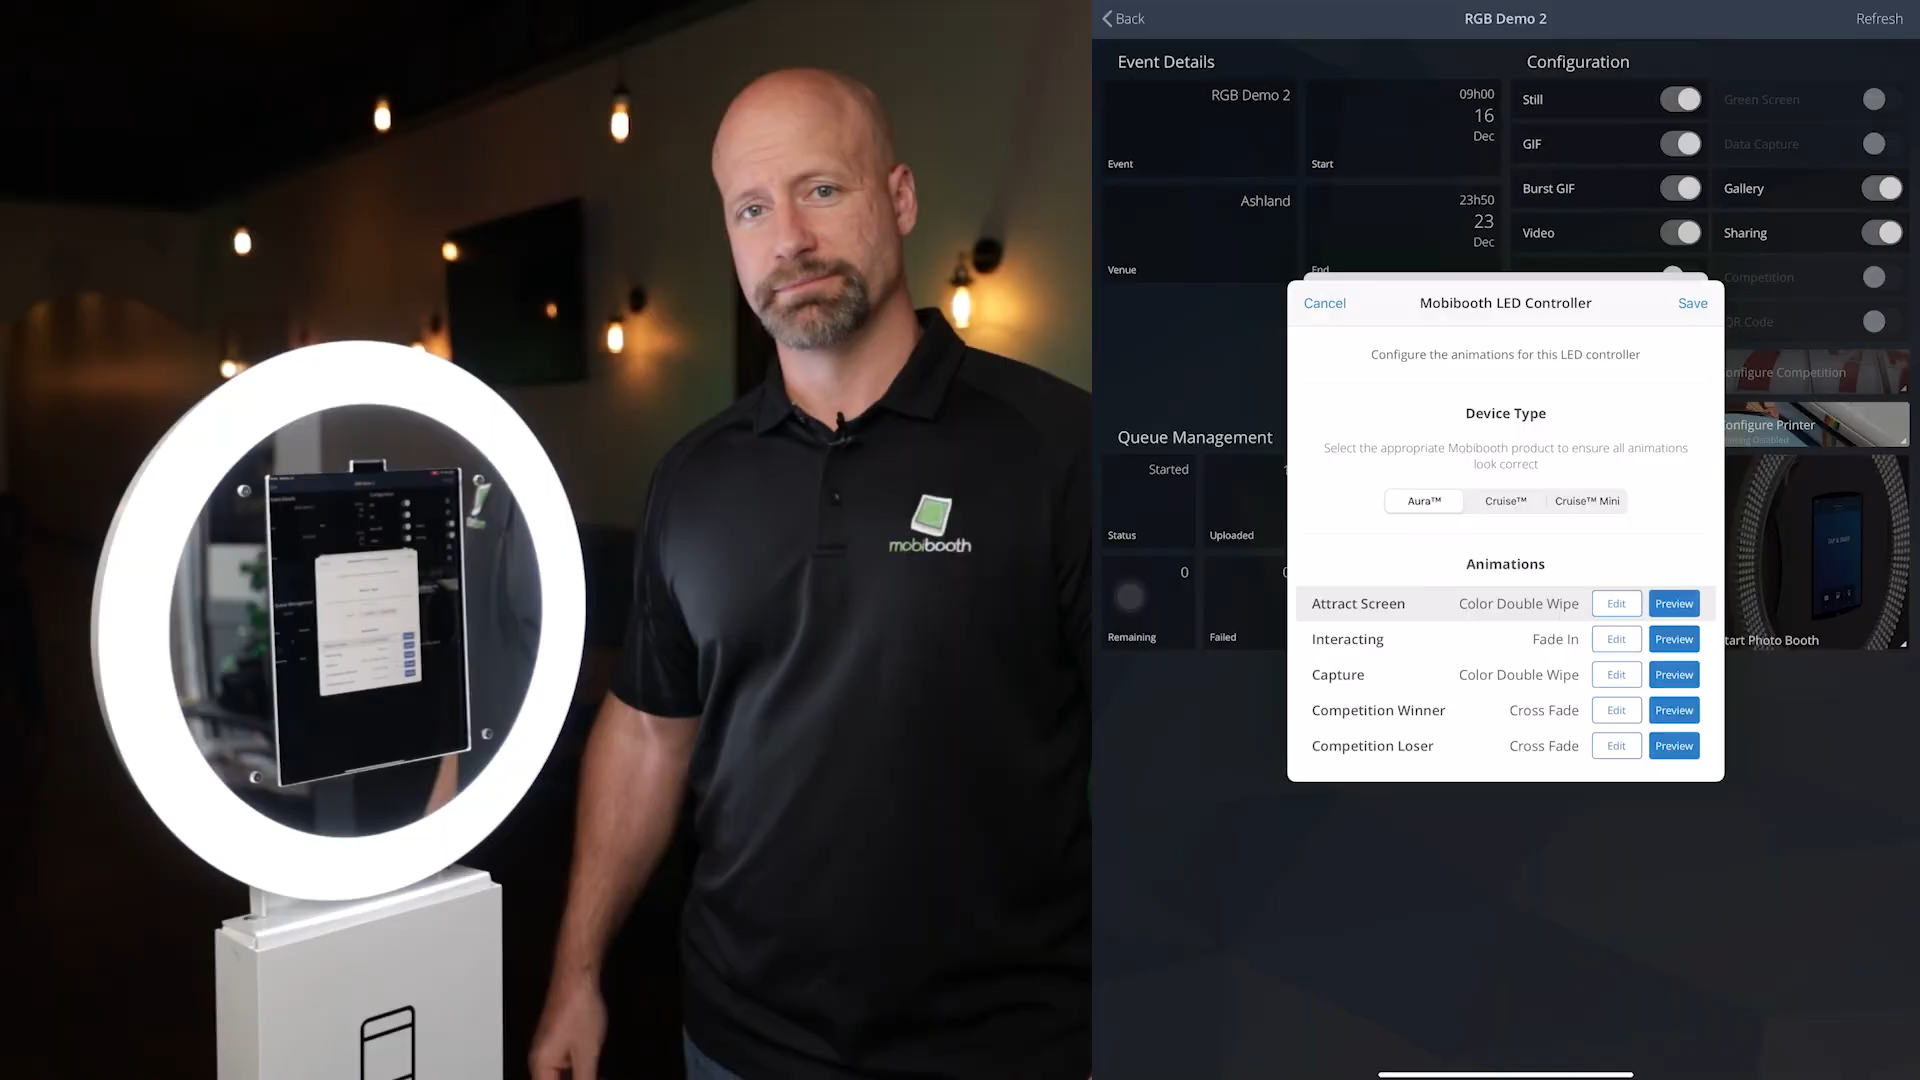 mobibooth
Back
RGB Demo 2
Refresh
Event Details
RGB Demo 2
Event
09h00
16
Dec
Start
Ashland
Venue
23h50
23
Dec
End
Queue Management
Started
Status
1
Uploaded
0
Remaining
0
Failed
Configuration
Still
GIF
Burst GIF
Video
Green Screen
Data Capture
Gallery
Sharing
Competition
QR Code
onfigure Competition
onfigure Printer
tart Photo Booth
Cancel
Mobibooth LED Controller
Save
Configure the animations for this LED controller
Device Type
Select the appropriate Mobibooth product to ensure all animations
look correct
Aura™ Cruise™ Cruise™ Mini
Animations
Attract Screen Color Double Wipe Edit Preview
Interacting Fade In Edit Preview
Capture Color Double Wipe Edit Preview
Competition Winner Cross Fade Edit Preview
Competition Loser Cross Fade Edit Preview